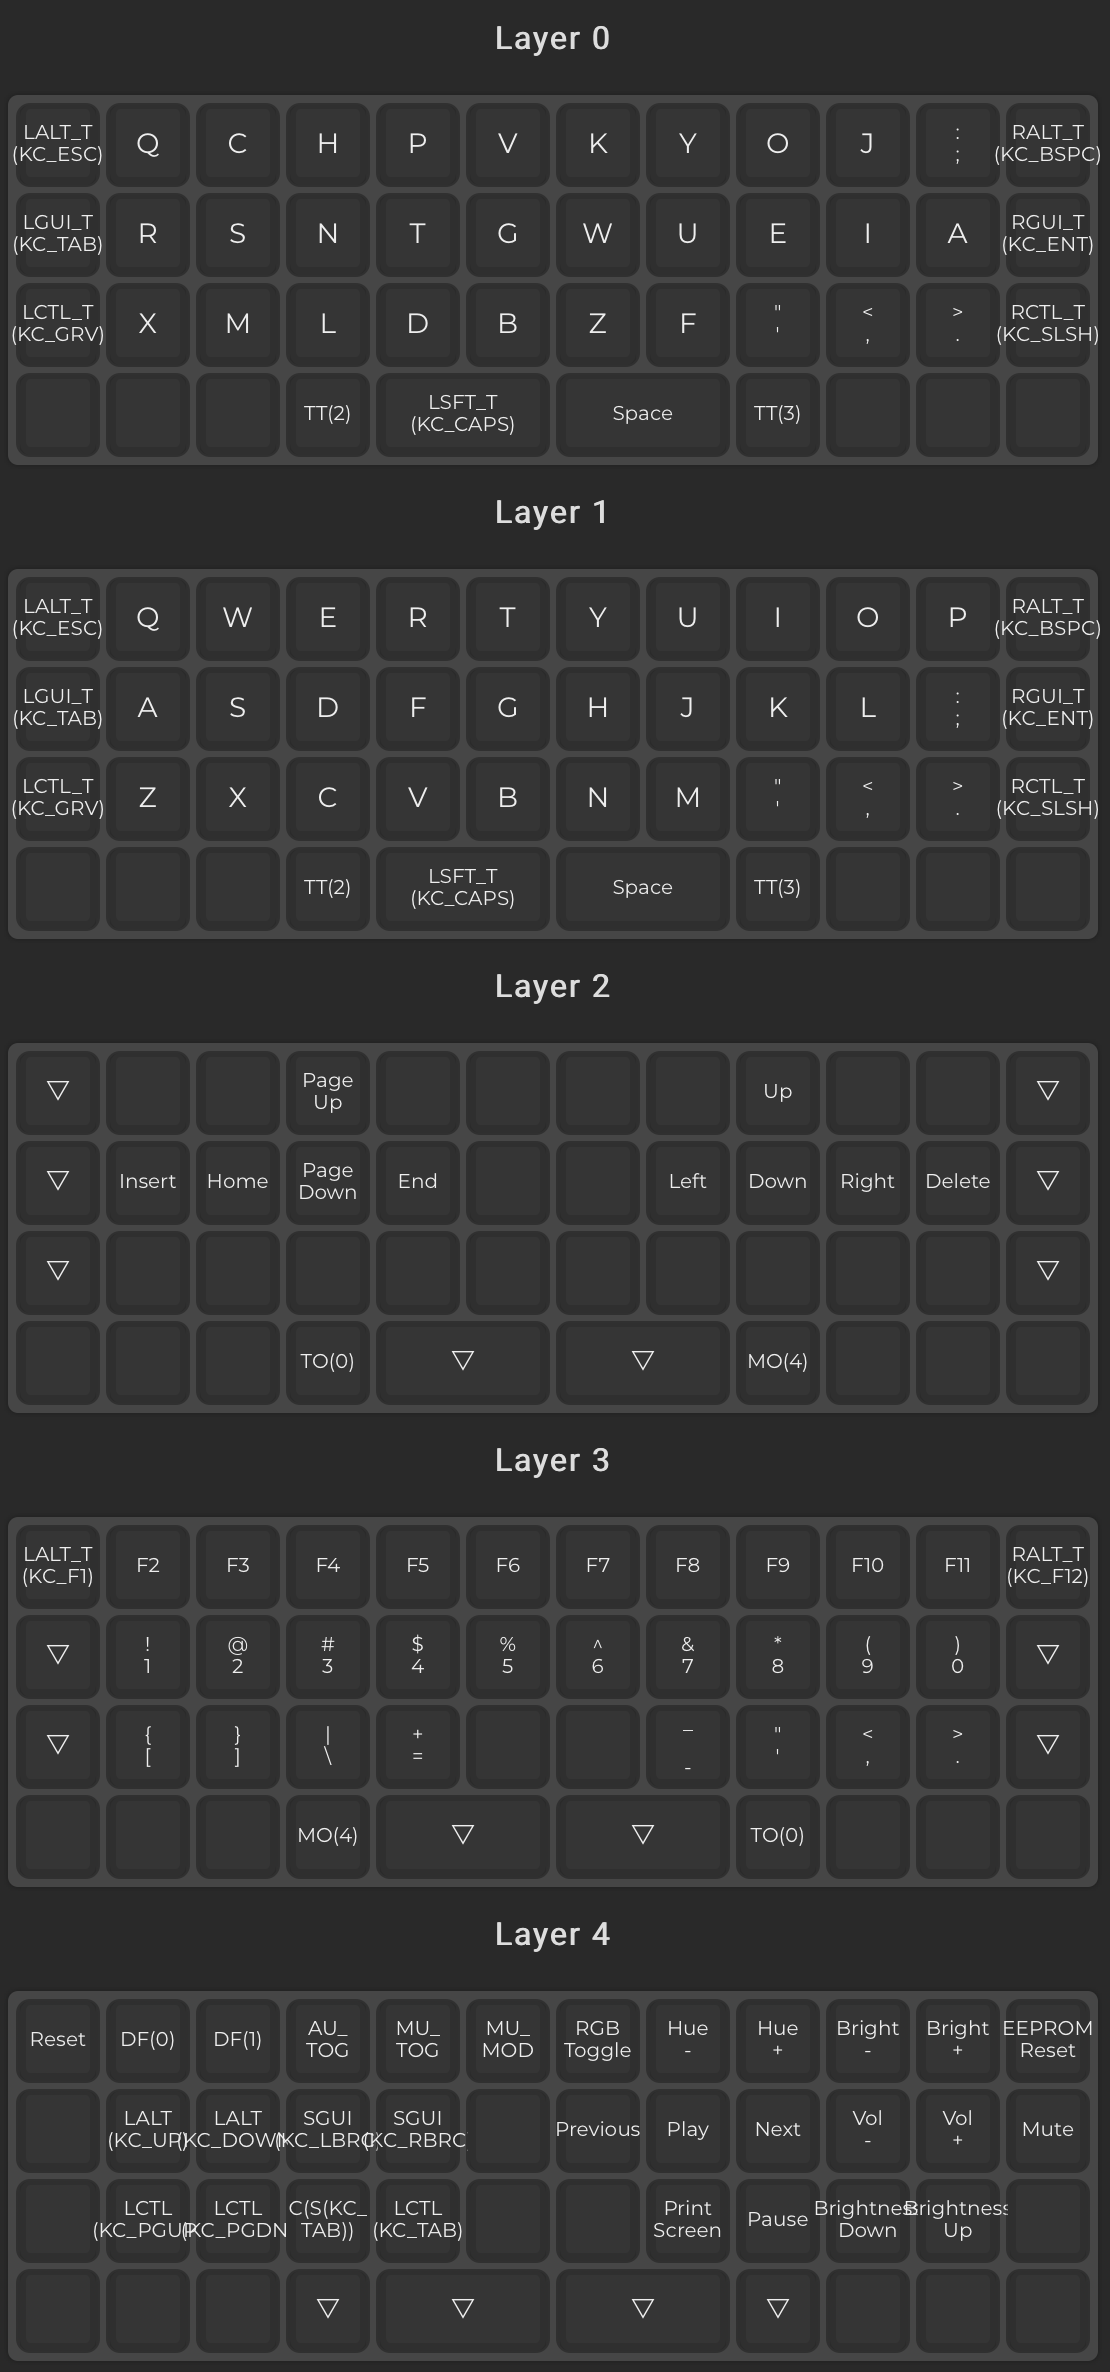 Layer 0
LALT_T
(KC_ESC)
Q
C
H
P
V
K
Y
O
J
:
;
RALT_T
(KC_BSPC)
LGUI_T
(KC_TAB)
R
S
N
T
G
W
U
E
I
A
RGUI_T
(KC_ENT)
LCTL_T
(KC_GRV)
X
M
L
D
B
Z
F
"
'
<
,
>
.
RCTL_T
(KC_SLSH)
TT(2)
LSFT_T
(KC_CAPS)
Space
TT(3)
Layer 1
LALT_T
(KC_ESC)
Q
W
E
R
T
Y
U
I
O
P
RALT_T
(KC_BSPC)
LGUI_T
(KC_TAB)
A
S
D
F
G
H
J
K
L
:
;
RGUI_T
(KC_ENT)
LCTL_T
(KC_GRV)
Z
X
C
V
B
N
M
"
'
<
,
>
.
RCTL_T
(KC_SLSH)
TT(2)
LSFT_T
(KC_CAPS)
Space
TT(3)
Layer 2
▽
Page
Up
Up
▽
▽
Insert
Home
Page
Down
End
Left
Down
Right
Delete
▽
▽
▽
TO(0)
▽
▽
MO(4)
Layer 3
LALT_T
(KC_F1)
F2
F3
F4
F5
F6
F7
F8
F9
F10
F11
RALT_T
(KC_F12)
▽
!
1
@
2
#
3
$
4
%
5
^
6
&
7
*
8
(
9
)
0
▽
▽
{
[
}
]
|
\
+
=
_
-
"
'
<
,
>
.
▽
MO(4)
▽
▽
TO(0)
Layer 4
Reset
DF(0)
DF(1)
AU_
TOG
MU_
TOG
MU_
MOD
RGB
Toggle
Hue
-
Hue
+
Bright
-
Bright
+
EEPROM
Reset
LALT
(KC_UP)
LALT
(KC_DOWN)
SGUI
(KC_LBRC)
SGUI
(KC_RBRC)
Previous
Play
Next
Vol
-
Vol
+
Mute
LCTL
(KC_PGUP)
LCTL
(KC_PGDN)
C(S(KC_
TAB))
LCTL
(KC_TAB)
Print
Screen
Pause
Brightness
Down
Brightness
Up
▽
▽
▽
▽